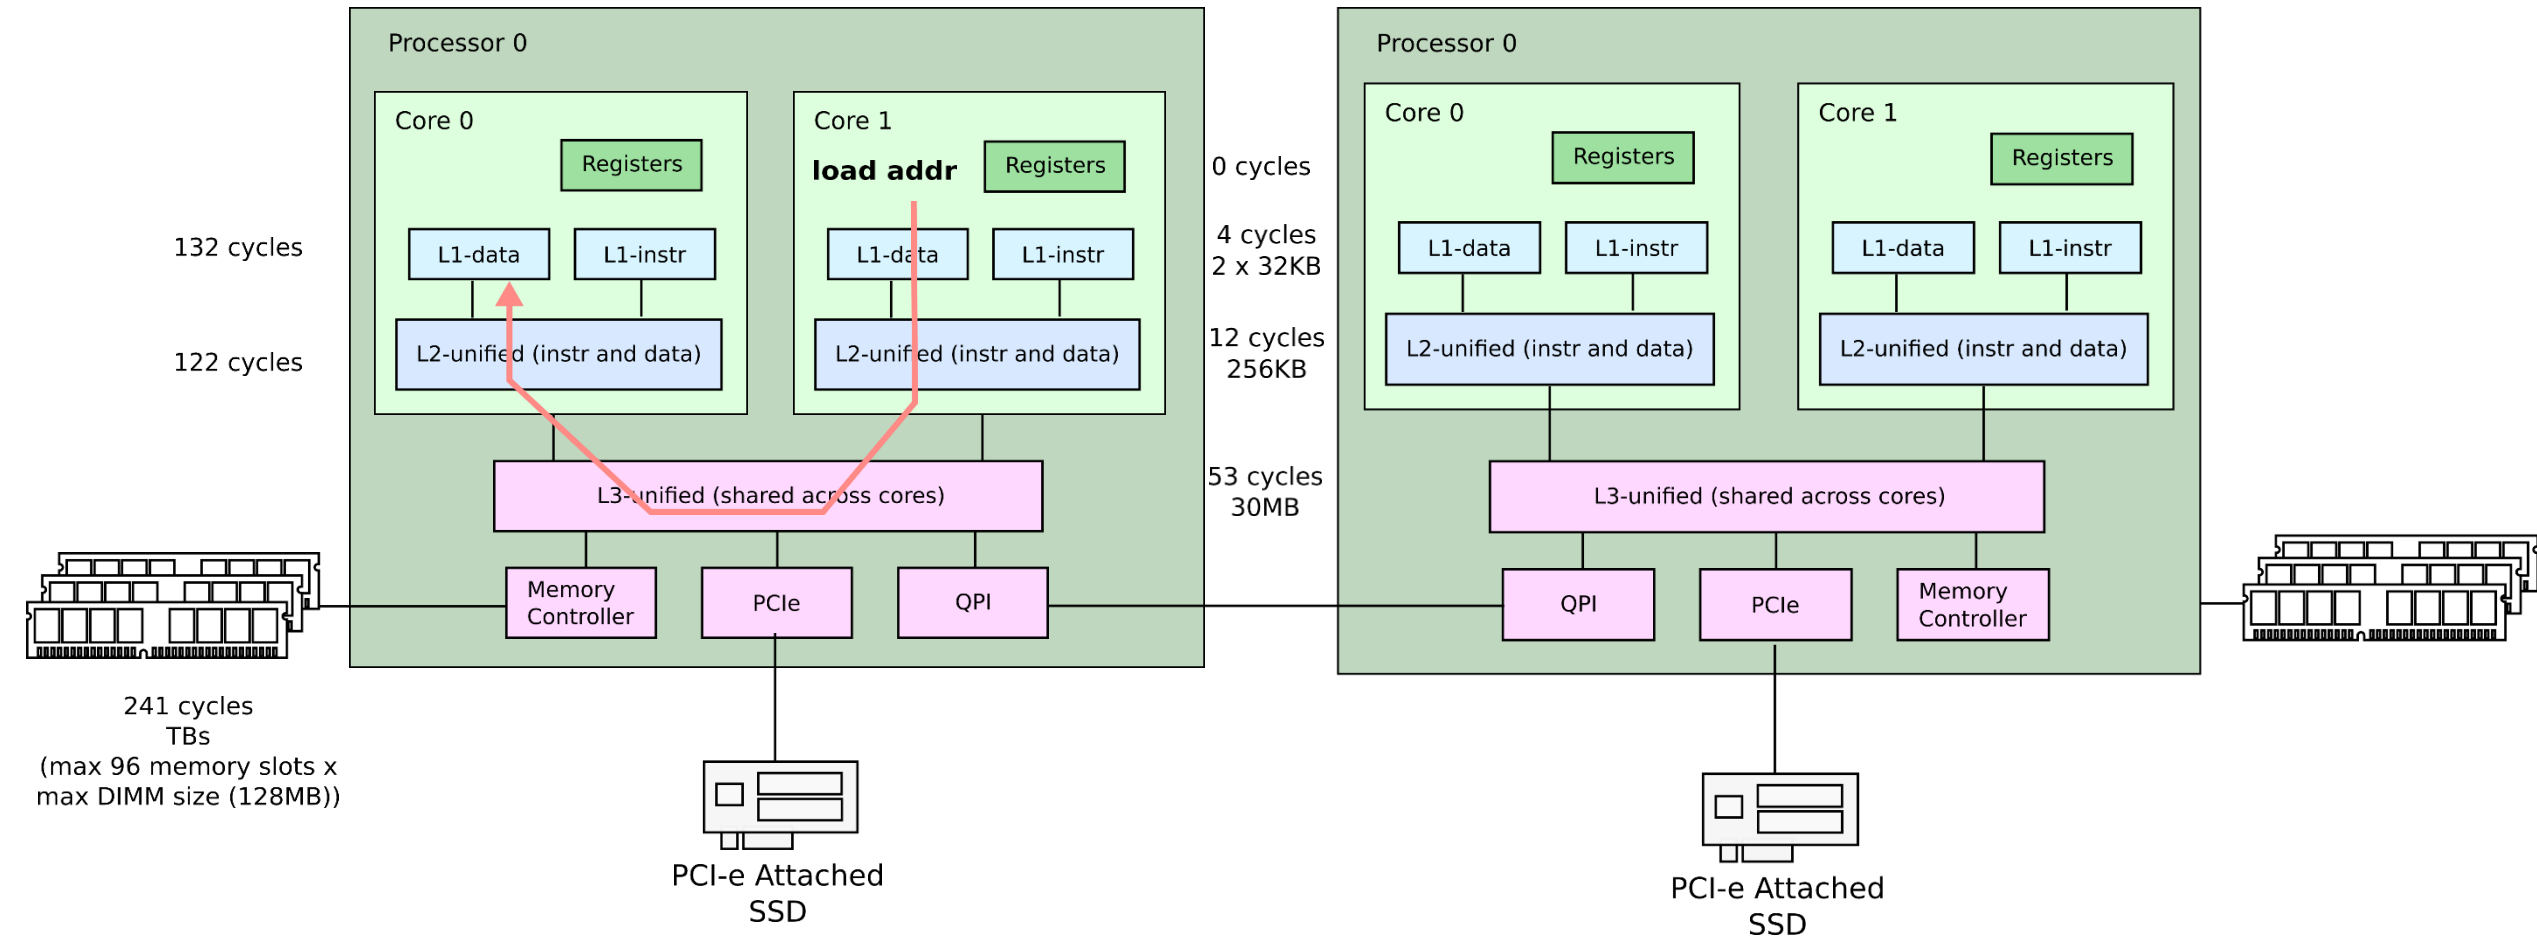 Processor 0
Core 0
Registers
L1-data
L1-instr
L2-unified (instr and data)
Core 1
load addr
Registers
L1-data
L1-instr
L2-unified (instr and data)
L3-unified (shared across cores)
Memory
Controller
PCIe
QPI
132 cycles
122 cycles
241 cycles
TBs
(max 96 memory slots x
max DIMM size (128MB))
PCI-e Attached
SSD
0 cycles
4 cycles
2 x 32KB
12 cycles
256KB
53 cycles
30MB
Processor 0
Core 0
Registers
L1-data
L1-instr
L2-unified (instr and data)
Core 1
Registers
L1-data
L1-instr
L2-unified (instr and data)
L3-unified (shared across cores)
QPI
PCIe
Memory
Controller
PCI-e Attached
SSD